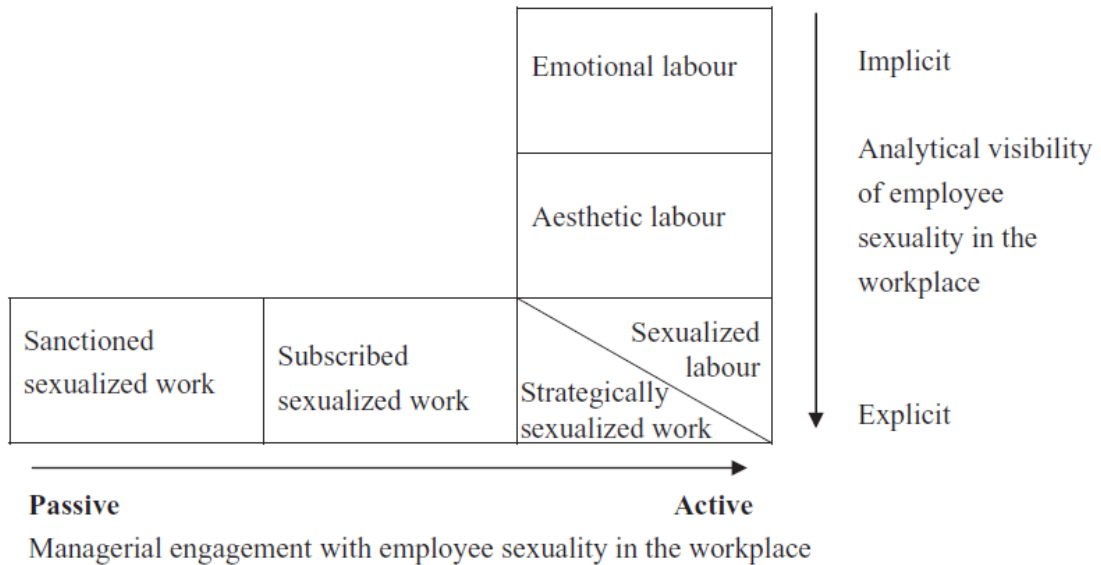 Emotional labour
Implicit
Analytical visibility
of employee
sexuality in the
workplace
Aesthetic labour
Sanctioned
sexualized work
Subscribed
sexualized work
Sexualized
labour
Strategically
sexualized work
Explicit
Passive
Active
Managerial engagement with employee sexuality in the workplace